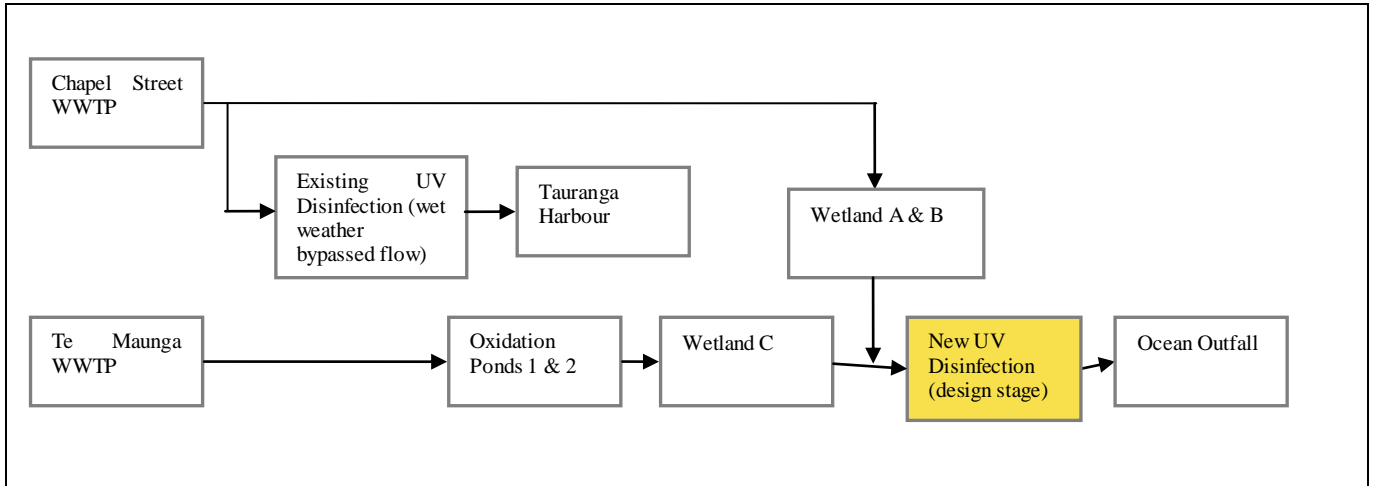 Chapel Street
WWTP
Existing UV
Disinfection (wet
weather
bypassed flow)
Tauranga
Harbour
Wetland A & B
Te Maunga
WWTP
Oxidation
Ponds 1 & 2
Wetland C
New UV
Disinfection
(design stage)
Ocean Outfall